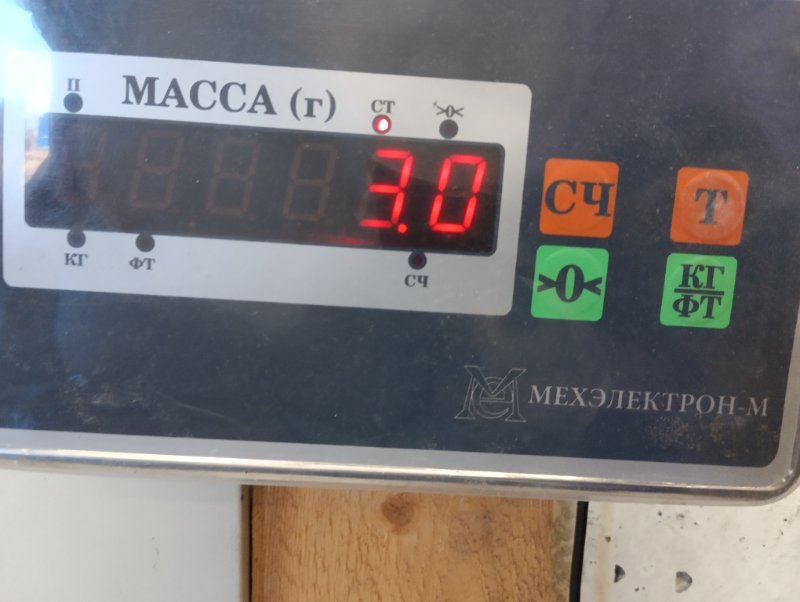 П МАССА (г) СТ >0<
3.0
КГ ФТ СЧ
СЧ Т
>0< КГ
ФТ
МЕХЭЛЕКТРОН-М